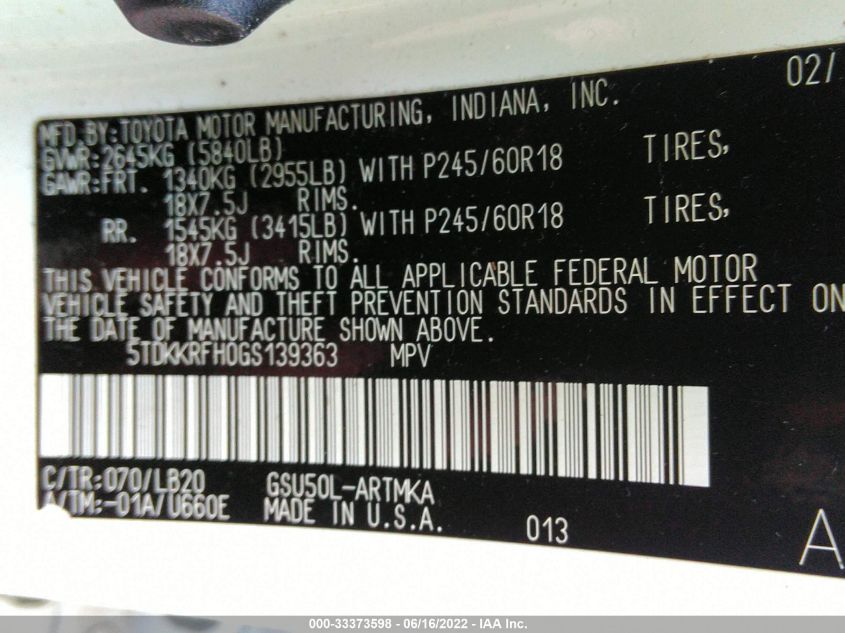 02/
MFD.BY:TOYOTA MOTOR MANUFACTURING, INDIANA, INC.
GVWR:2645KG (5840LB)
GAWR:FRT. 1340KG (2955LB) WITH P245/60R18 TIRES,
18X7.5J RIMS.
RR. 1545KG (3415LB) WITH P245/60R18 TIRES,
18X7.5J RIMS.
THIS VEHICLE CONFORMS TO ALL APPLICABLE FEDERAL MOTOR
VEHICLE SAFETY AND THEFT PREVENTION STANDARDS IN EFFECT ON
THE DATE OF MANUFACTURE SHOWN ABOVE.
5TDKKRFH0GS139363 MPV
C/TR:070/LB20 GSU50L-ARTMKA
A/TM:-01A/U660E MADE IN U.S.A.
013
A
000-33373598 - 06/16/2022 - IAA Inc.